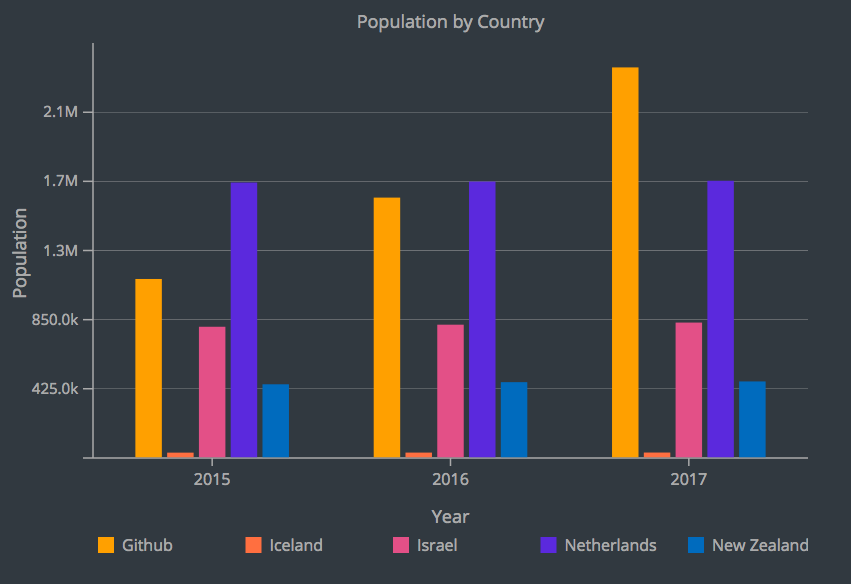 Population by Country
Population
2.1M
1.7M
1.3M
850.0k
425.0k
2015 2016 2017
Year
Github Iceland Israel Netherlands New Zealand